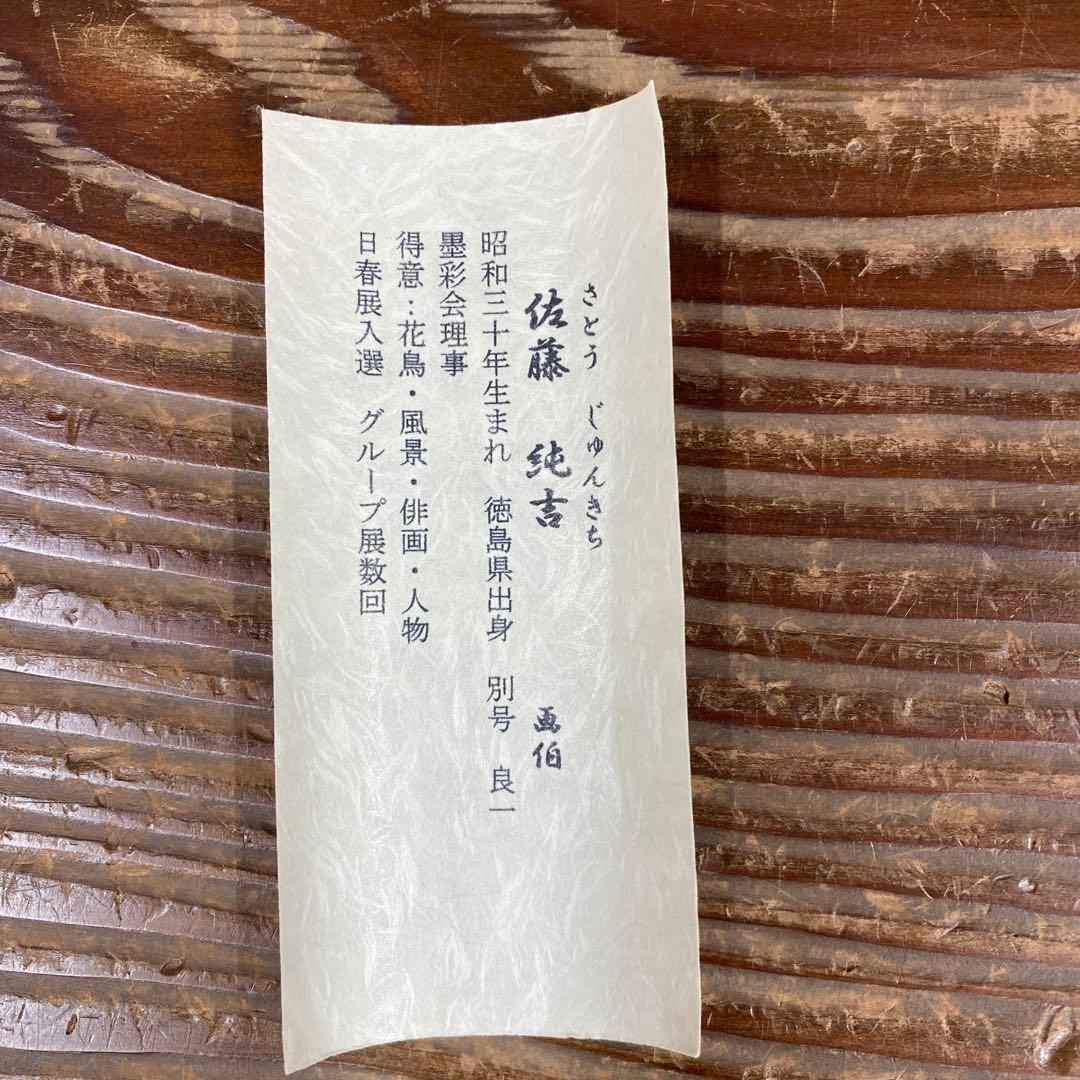 さとう　じゅんきち
佐藤　純吉　画伯
昭和三十年生まれ　徳島県出身　別号　良一
墨彩会理事
得意：花鳥・風景・俳画・人物
日春展入選　グループ展数回